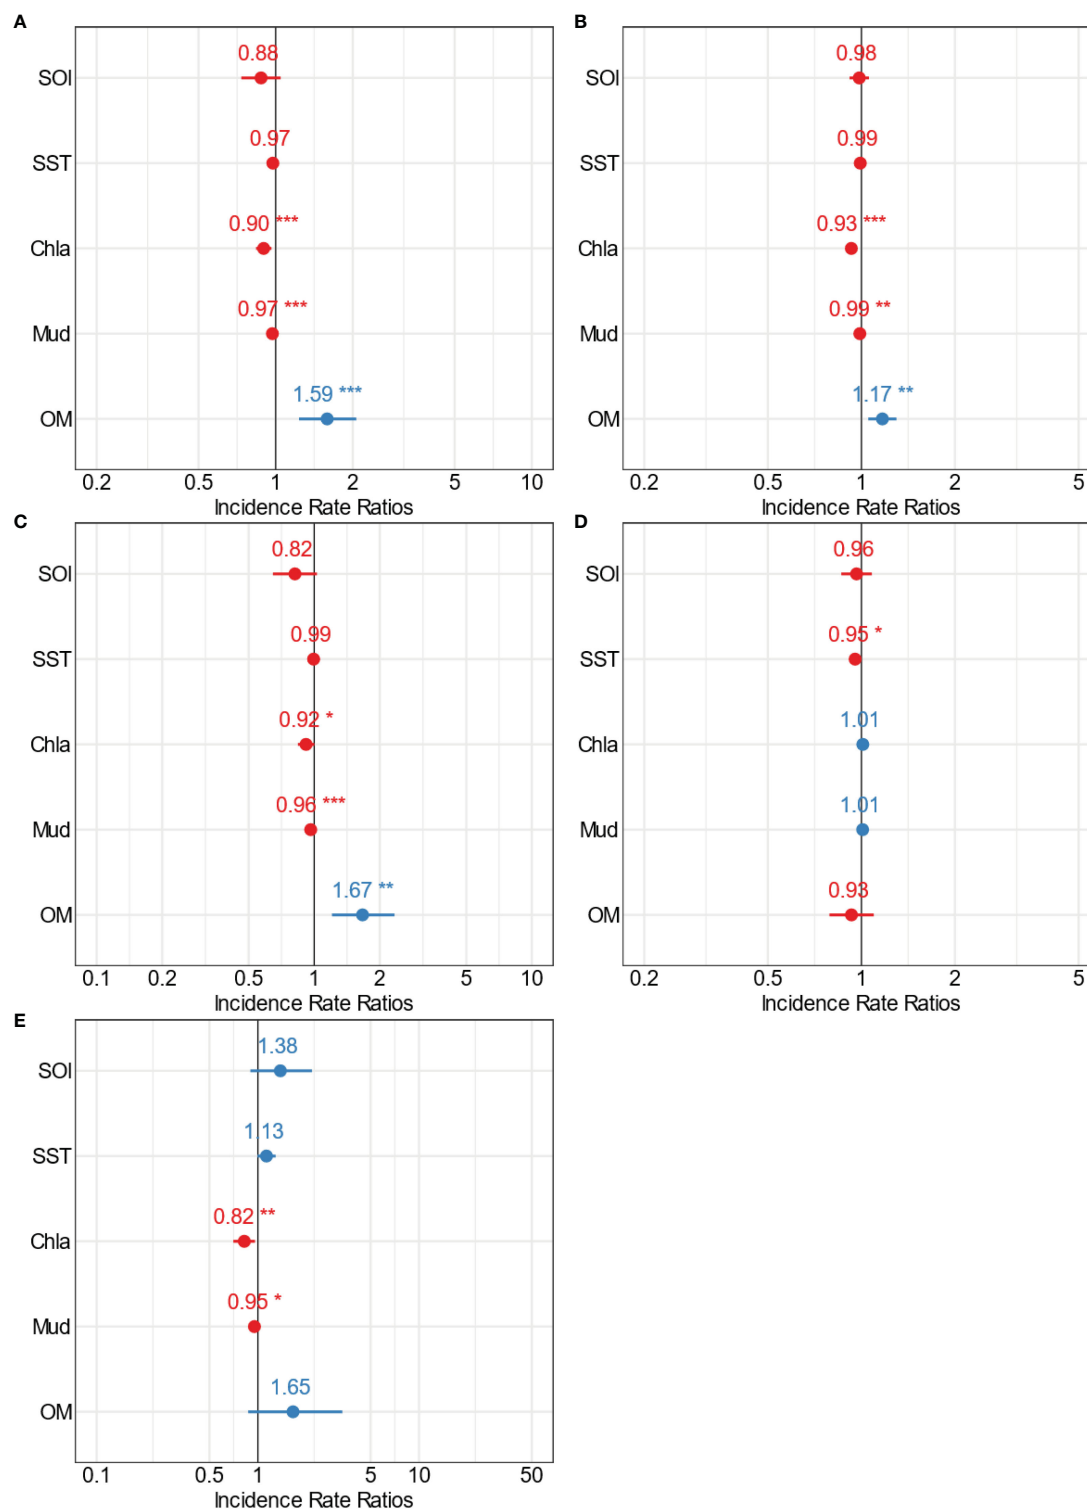 A
0.88
SOI
0.97
SST
0.90 ***
Chla
0.97 ***
Mud
1.59 ***
OM
0.2 0.5 1 2 5 10
Incidence Rate Ratios
B
0.98
SOI
0.99
SST
0.93 ***
Chla
0.99 **
Mud
1.17 **
OM
0.2 0.5 1 2 5
Incidence Rate Ratios
C
0.82
SOI
0.99
SST
0.92 *
Chla
0.96 ***
Mud
1.67 **
OM
0.1 0.2 0.5 1 2 5 10
Incidence Rate Ratios
D
0.96
SOI
0.95 *
SST
1.01
Chla
1.01
Mud
0.93
OM
0.2 0.5 1 2 5
Incidence Rate Ratios
E
1.38
SOI
1.13
SST
0.82 **
Chla
0.95 *
Mud
1.65
OM
0.1 0.5 1 5 10 50
Incidence Rate Ratios